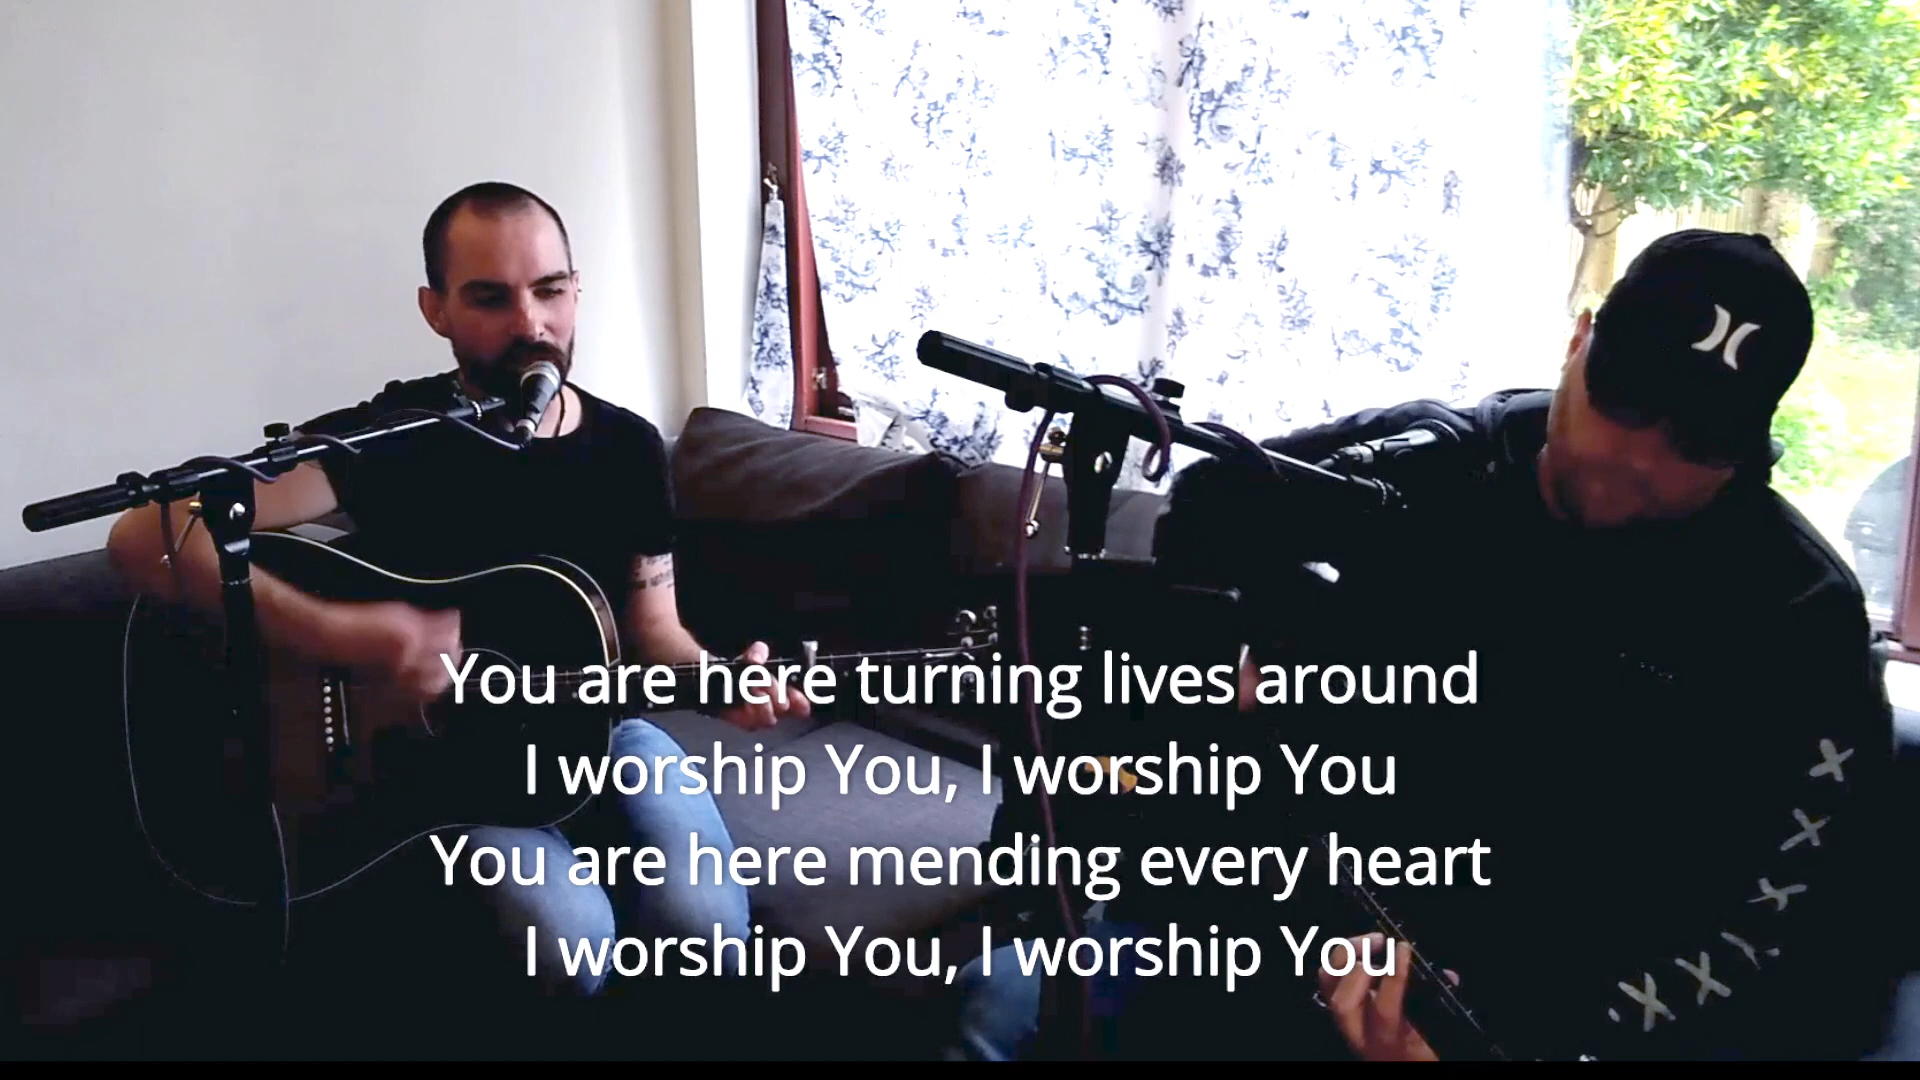 You are here turning lives around
I worship You, I worship You
You are here mending every heart
I worship You, I worship You